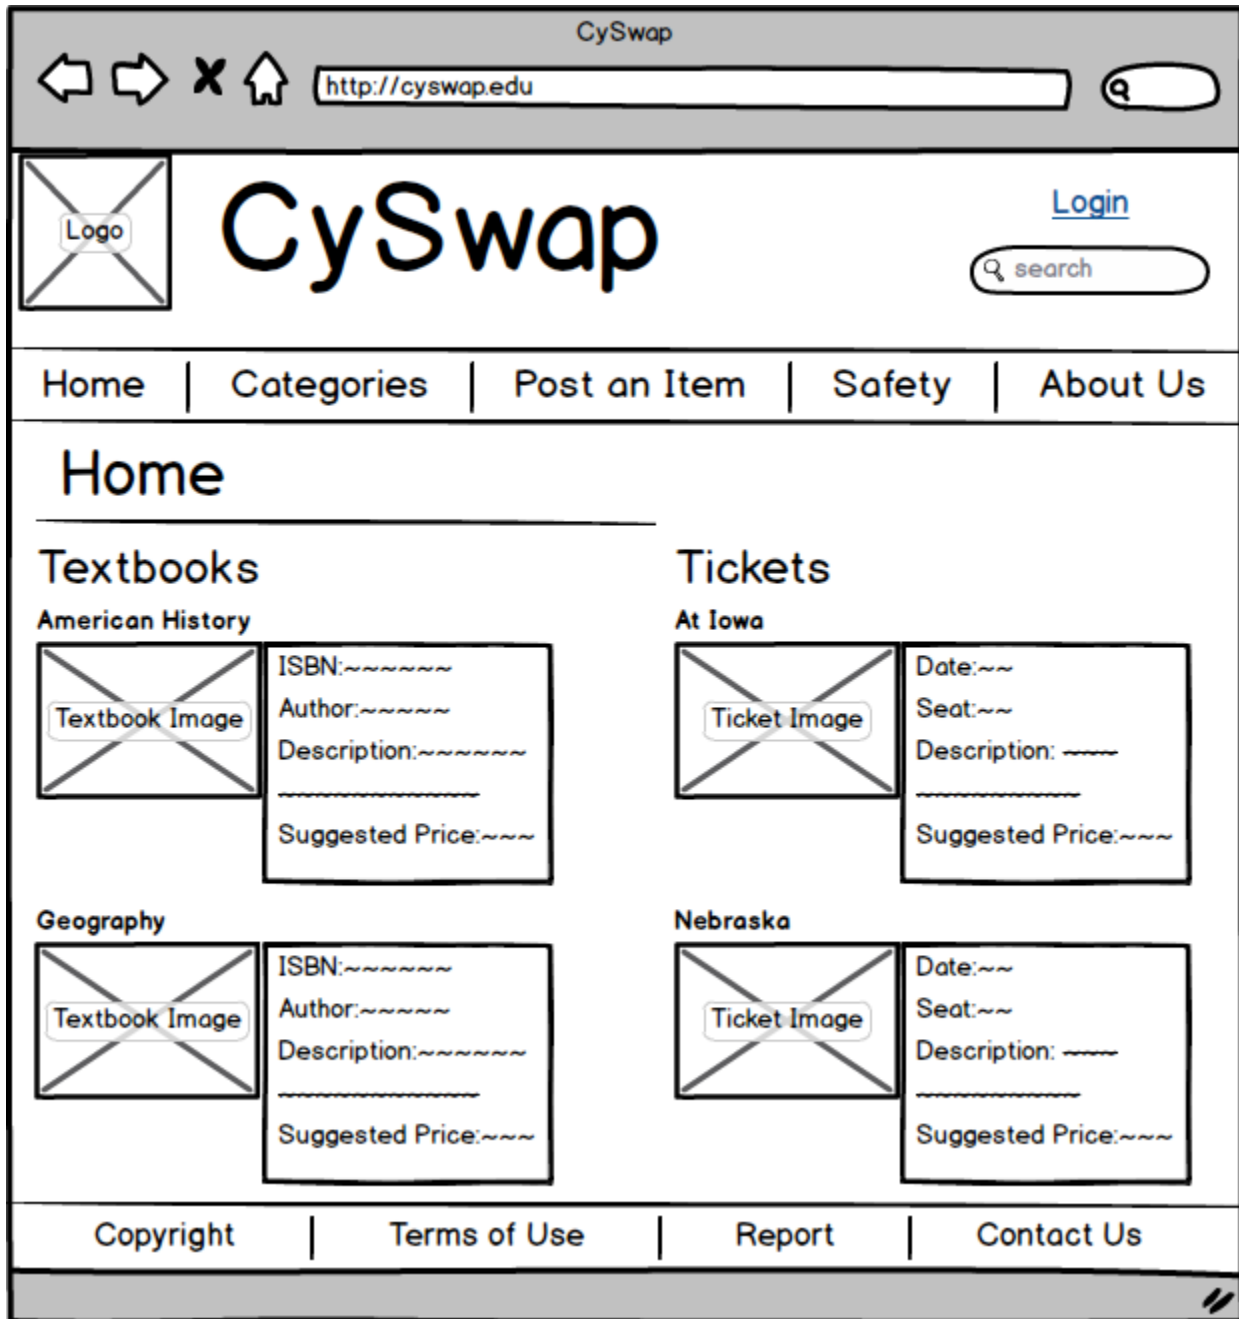 CySwap
http://cyswap.edu
Logo
CySwap
Login
search
Home | Categories | Post an Item | Safety | About Us
Home
Textbooks
American History
Textbook Image
ISBN:~~~~~~
Author:~~~~~
Description:~~~~~~
~~~~~~~~~~~~~~~
Suggested Price:~~~
Geography
Textbook Image
ISBN:~~~~~~
Author:~~~~~
Description:~~~~~~
~~~~~~~~~~~~~~~
Suggested Price:~~~
Tickets
At Iowa
Ticket Image
Date:~~
Seat:~~
Description: ~~~~
~~~~~~~~~~~~
Suggested Price:~~~
Nebraska
Ticket Image
Date:~~
Seat:~~
Description: ~~~~
~~~~~~~~~~~~
Suggested Price:~~~
Copyright | Terms of Use | Report | Contact Us